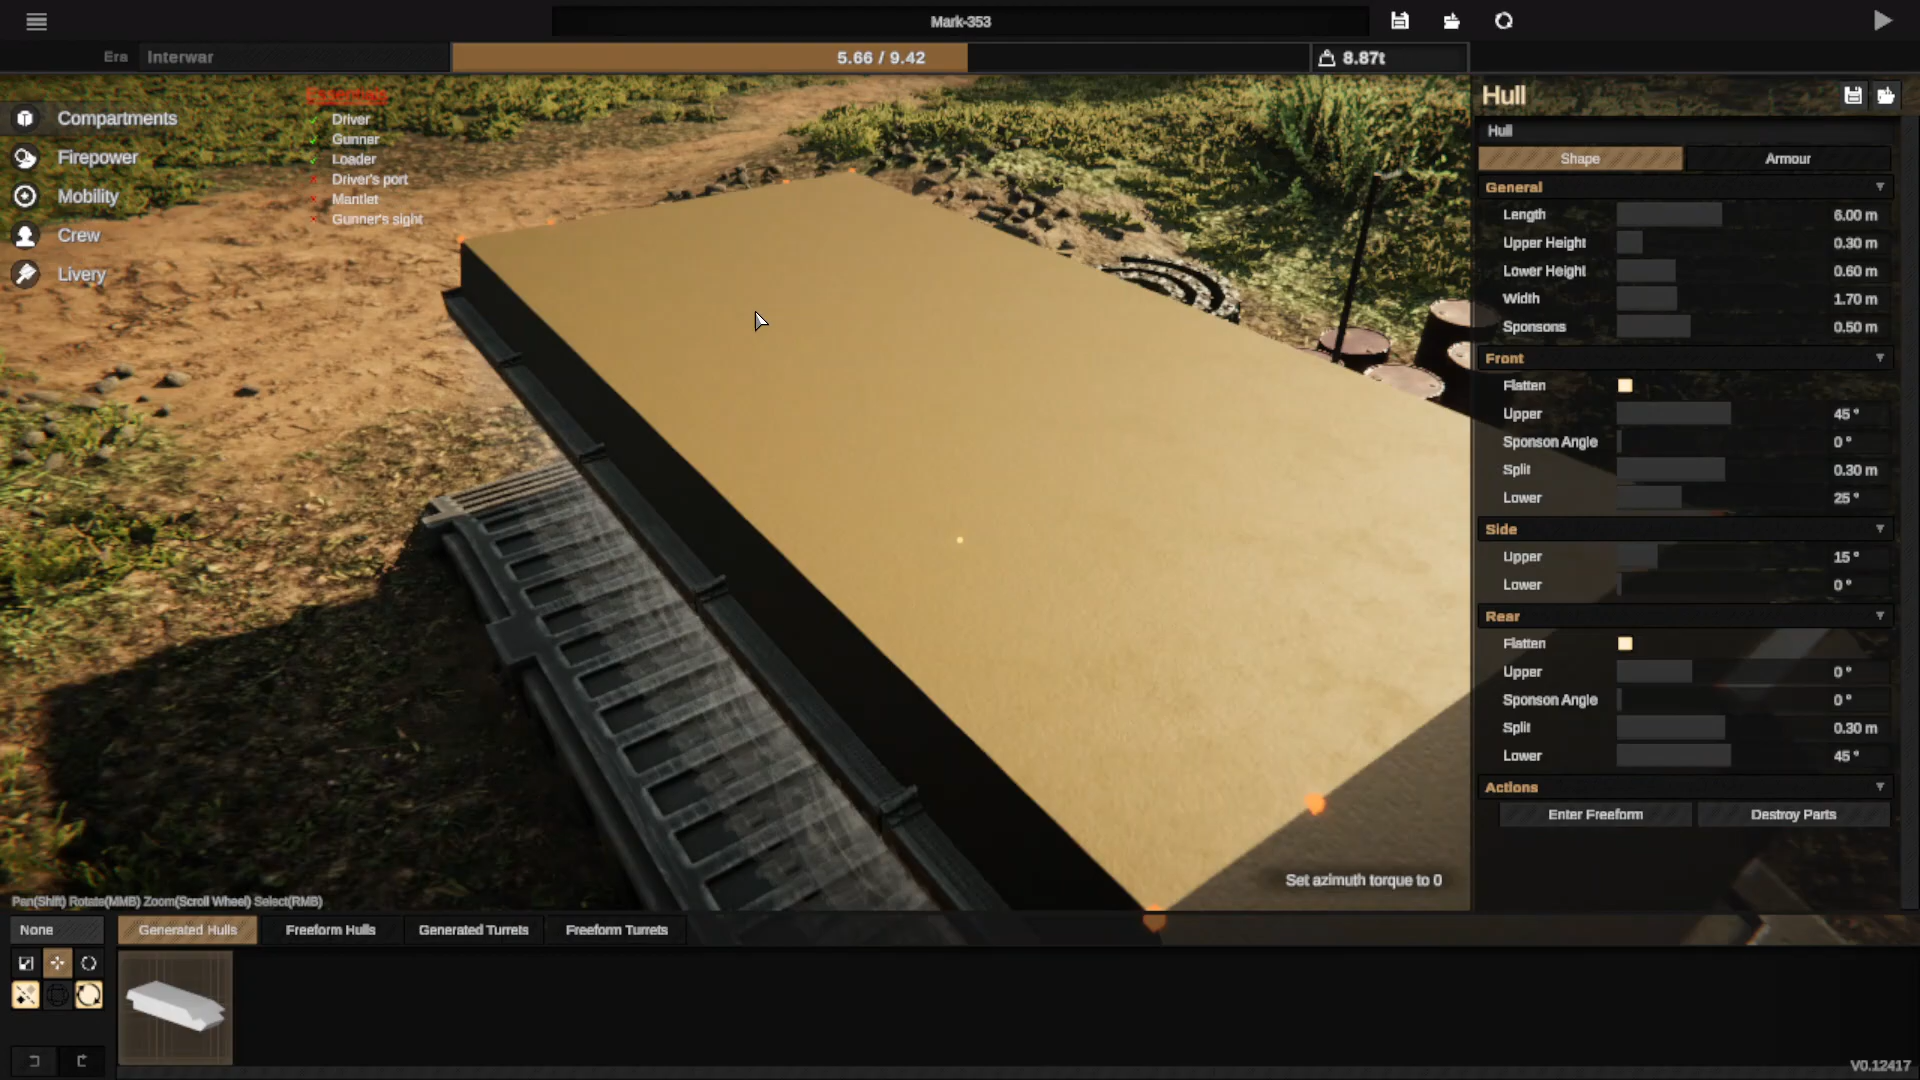 Mark-353
Era Interwar 5.66 / 9.42 8.87t
Compartments
Firepower
Mobility
Crew
Livery
Essentials
Driver
Gunner
Loader
Driver's port
Mantlet
Gunner's sight
Hull
Hull
Shape Armour
General
Length 6.00 m
Upper Height 0.30 m
Lower Height 0.60 m
Width 1.70 m
Sponsons 0.50 m
Front
Flatten
Upper 45 °
Sponson Angle 0 °
Split 0.30 m
Lower 25 °
Side
Upper 15 °
Lower 0 °
Rear
Flatten
Upper 0 °
Sponson Angle 0 °
Split 0.30 m
Lower 45 °
Actions
Enter Freeform Destroy Parts
Set azimuth torque to 0
Pan(Shift) Rotate(MMB) Zoom(Scroll Wheel) Select(RMB)
None Generated Hulls Freeform Hulls Generated Turrets Freeform Turrets
V0.12417